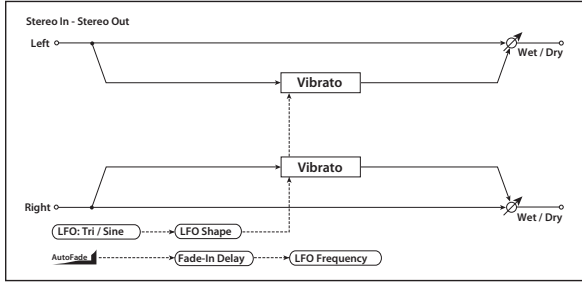 Stereo In - Stereo Out
Left
Wet / Dry
Vibrato
Vibrato
Right
Wet / Dry
LFO: Tri / Sine
LFO Shape
AutoFade
Fade-In Delay
LFO Frequency